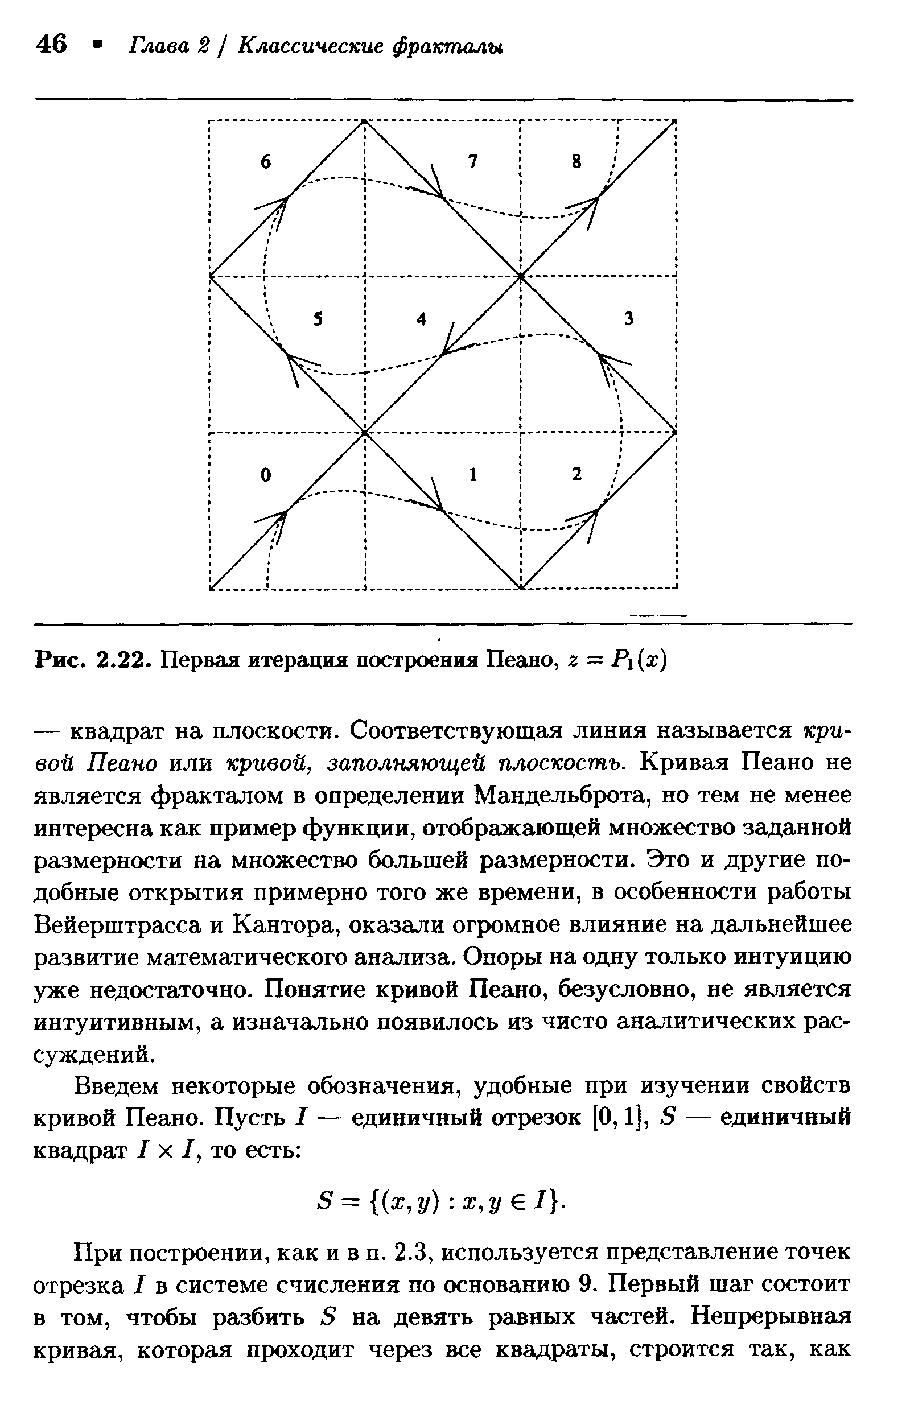 46 ▪ Глава 2 / Классические фракталы
6 7 8
5 4 3
0 1 2
Рис. 2.22. Первая итерация построения Пеано, z = P₁(x)
— квадрат на плоскости. Соответствующая линия называется кри-
вой Пеано или кривой, заполняющей плоскость. Кривая Пеано не
является фракталом в определении Мандельброта, но тем не менее
интересна как пример функции, отображающей множество заданной
размерности на множество большей размерности. Это и другие по-
добные открытия примерно того же времени, в особенности работы
Вейерштрасса и Кантора, оказали огромное влияние на дальнейшее
развитие математического анализа. Опоры на одну только интуицию
уже недостаточно. Понятие кривой Пеано, безусловно, не является
интуитивным, а изначально появилось из чисто аналитических рас-
суждений.
Введем некоторые обозначения, удобные при изучении свойств
кривой Пеано. Пусть I — единичный отрезок [0, 1], S — единичный
квадрат I × I, то есть:
S = {(x, y) : x, y ∈ I}.
При построении, как и в п. 2.3, используется представление точек
отрезка I в системе счисления по основанию 9. Первый шаг состоит
в том, чтобы разбить S на девять равных частей. Непрерывная
кривая, которая проходит через все квадраты, строится так, как